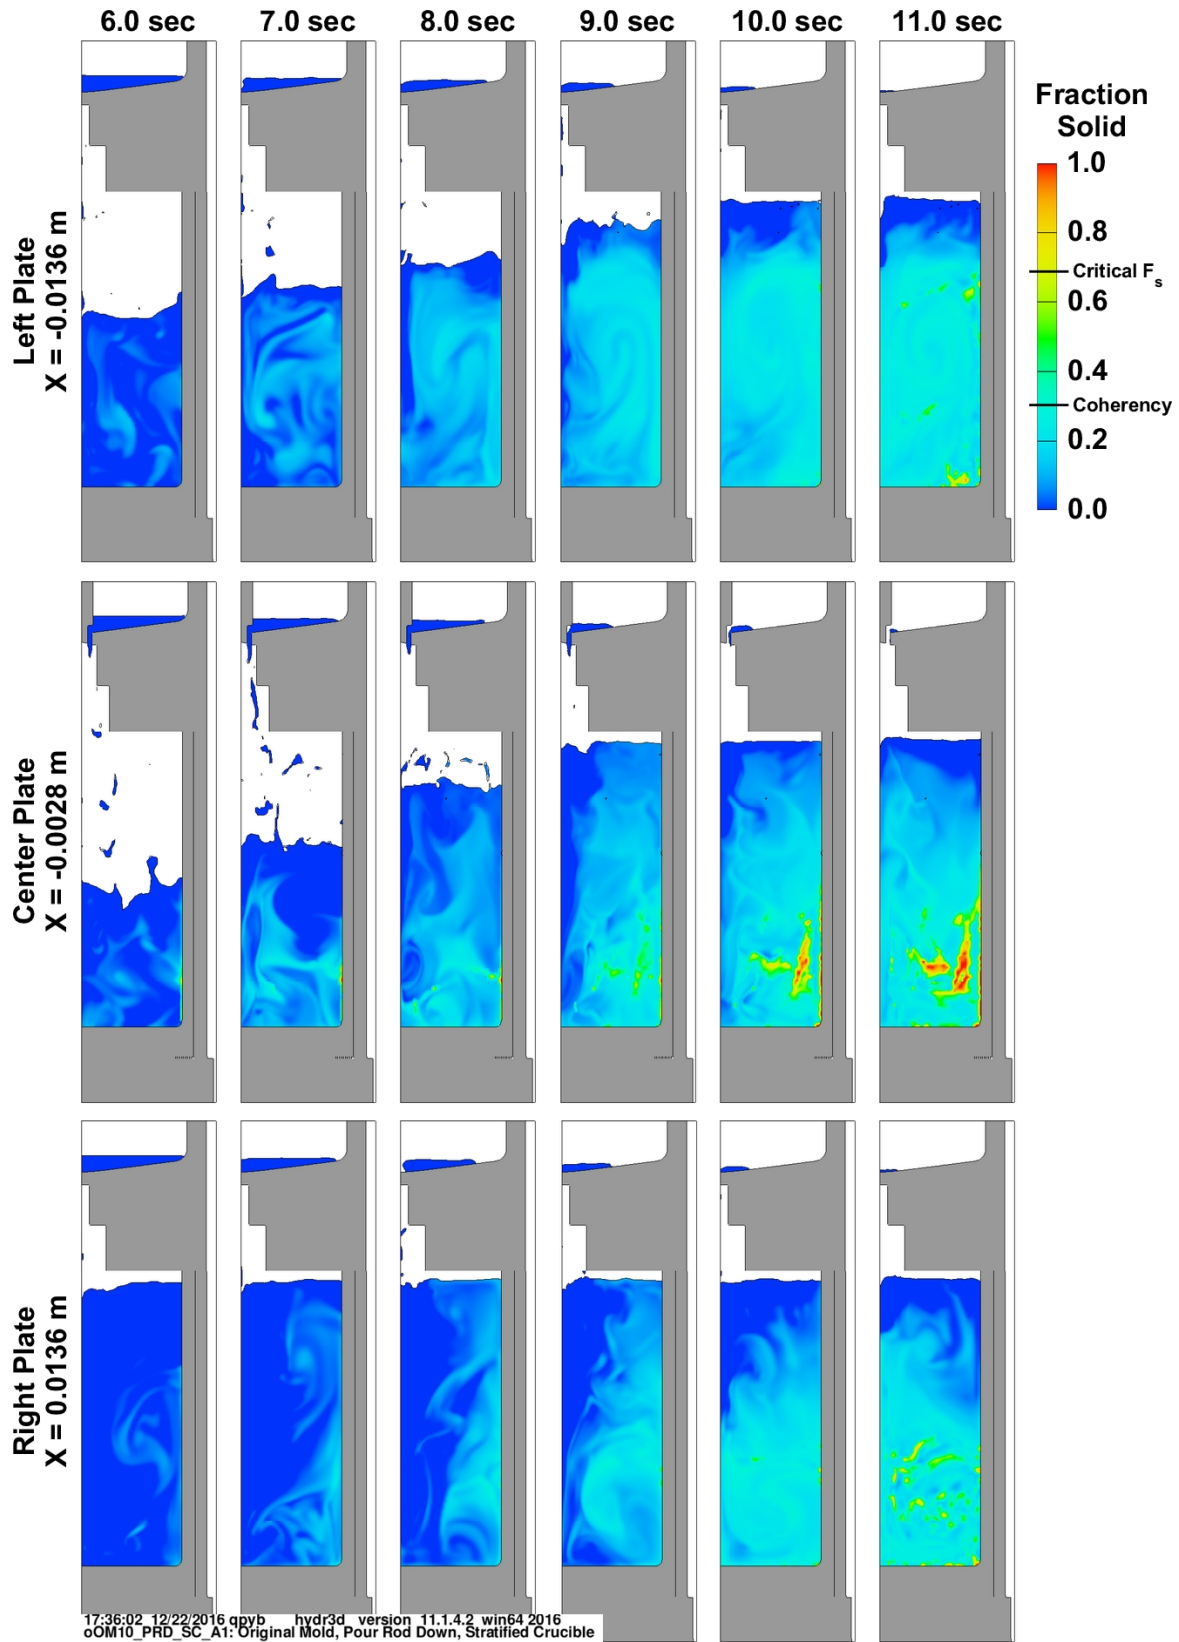 6.0 sec 7.0 sec 8.0 sec 9.0 sec 10.0 sec 11.0 sec
Fraction
Solid
1.0
0.8
Critical Fs
0.6
0.4
Coherency
0.2
0.0
Left Plate
X = -0.0136 m
Center Plate
X = -0.0028 m
Right Plate
X = 0.0136 m
17:36:02 12/22/2016 qpyb hydr3d version 11.1.4.2 win64 2016
oOM10_PRD_SC_A1: Original Mold, Pour Rod Down, Stratified Crucible